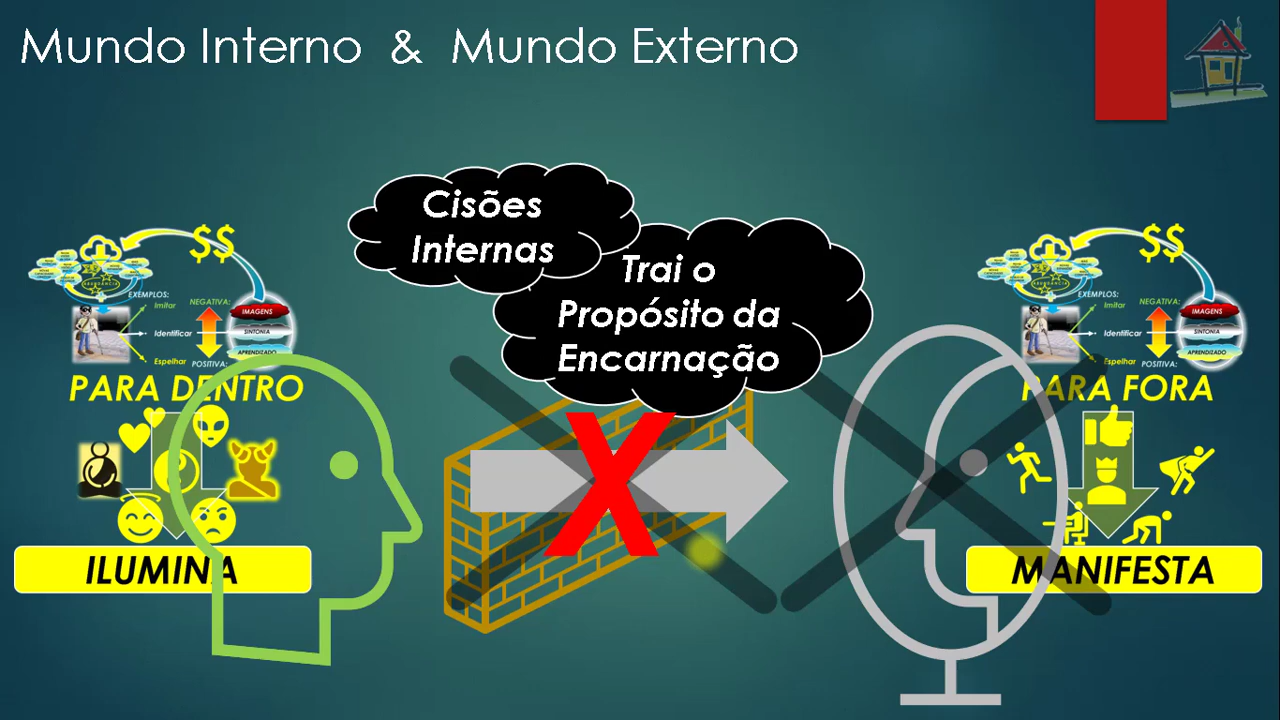 Mundo Interno & Mundo Externo
Cisões
Internas
Trai o
Propósito da
Encarnação
$$
EXEMPLOS:
Imitar
Identificar
Espelhar
NEGATIVA:
POSITIVA:
IMAGENS
SINTONIA
APRENDIZADO
PARA DENTRO
ILUMINA
X
$$
EXEMPLOS:
Imitar
Identificar
Espelhar
NEGATIVA:
POSITIVA:
IMAGENS
SINTONIA
APRENDIZADO
PARA FORA
MANIFESTA